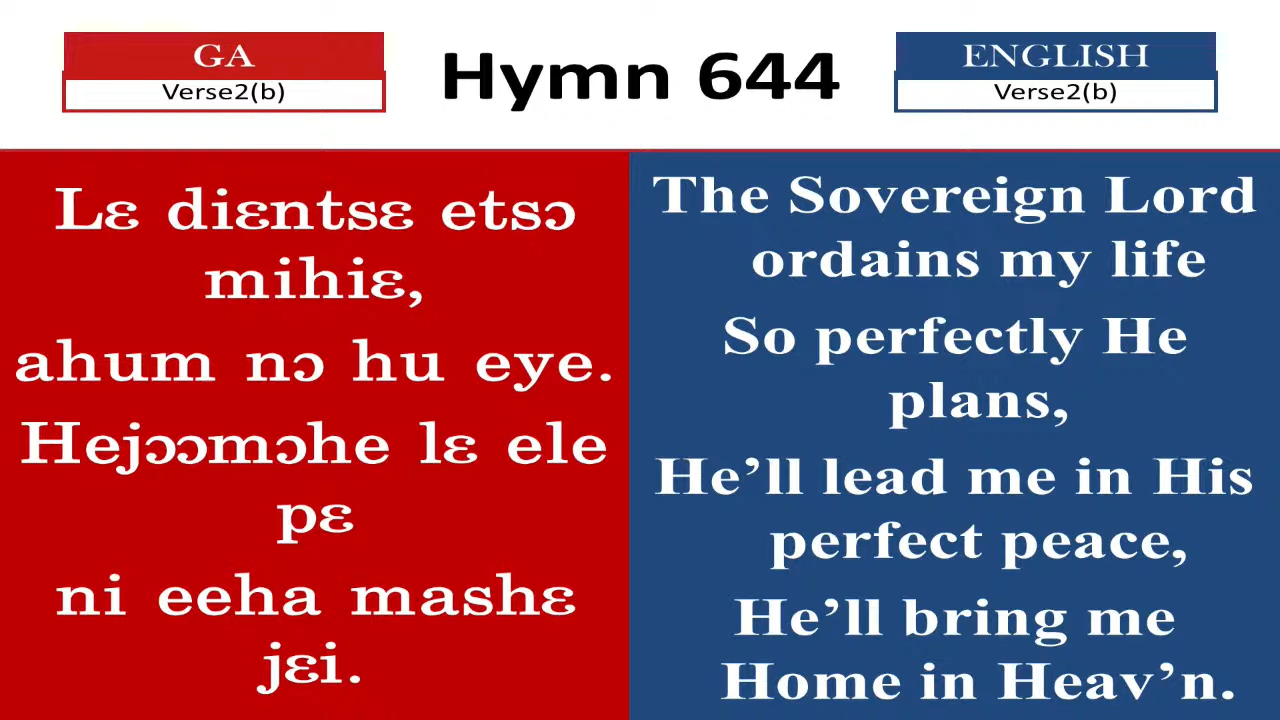 GA
Verse2(b)
Hymn 644
ENGLISH
Verse2(b)
Lɛ diɛntsɛ etsɔ
mihiɛ,
ahum nɔ hu eye.
Hejɔɔmɔhe lɛ ele
pɛ
ni eeha mashɛ
jɛi.
The Sovereign Lord
ordains my life
So perfectly He
plans,
He’ll lead me in His
perfect peace,
He’ll bring me
Home in Heav’n.